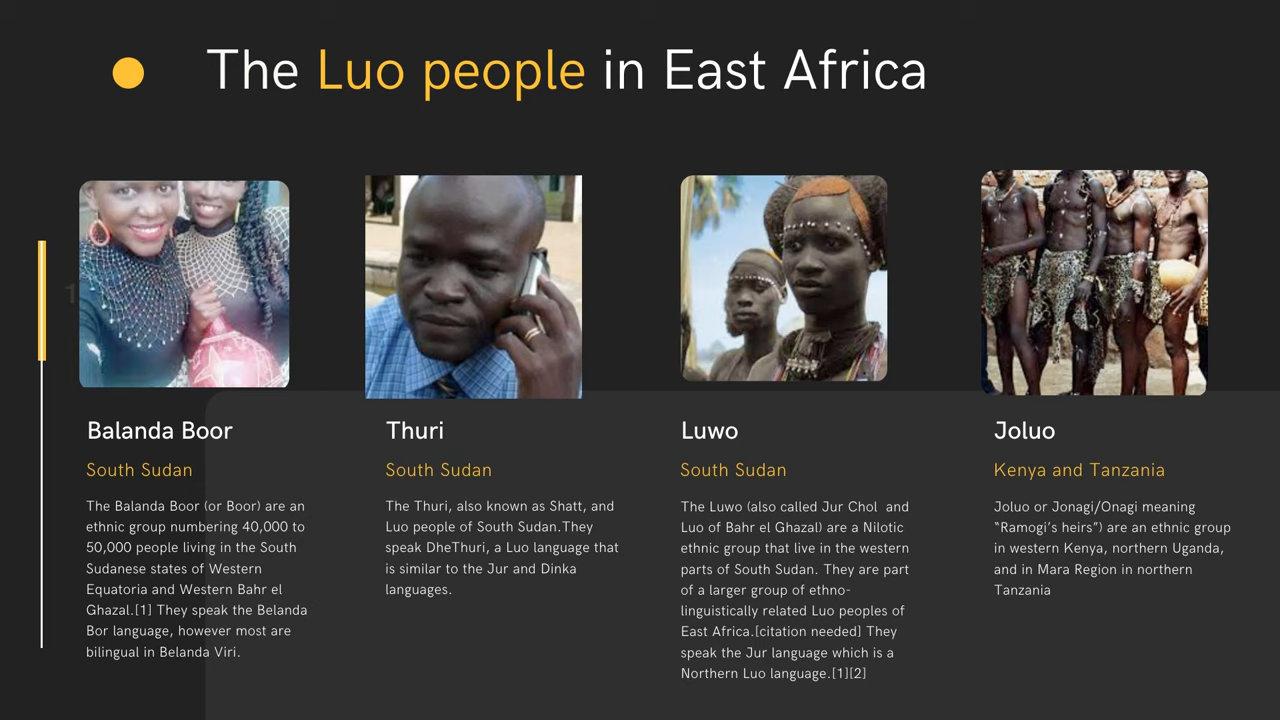 The Luo people in East Africa
1
Balanda Boor
South Sudan
The Balanda Boor (or Boor) are an
ethnic group numbering 40,000 to
50,000 people living in the South
Sudanese states of Western
Equatoria and Western Bahr el
Ghazal.[1] They speak the Belanda
Bor language, however most are
bilingual in Belanda Viri.
Thuri
South Sudan
The Thuri, also known as Shatt, and
Luo people of South Sudan.They
speak DheThuri, a Luo language that
is similar to the Jur and Dinka
languages.
Luwo
South Sudan
The Luwo (also called Jur Chol  and
Luo of Bahr el Ghazal) are a Nilotic
ethnic group that live in the western
parts of South Sudan. They are part
of a larger group of ethno-
linguistically related Luo peoples of
East Africa.[citation needed] They
speak the Jur language which is a
Northern Luo language.[1][2]
Joluo
Kenya and Tanzania
Joluo or Jonagi/Onagi meaning
“Ramogi’s heirs”) are an ethnic group
in western Kenya, northern Uganda,
and in Mara Region in northern
Tanzania